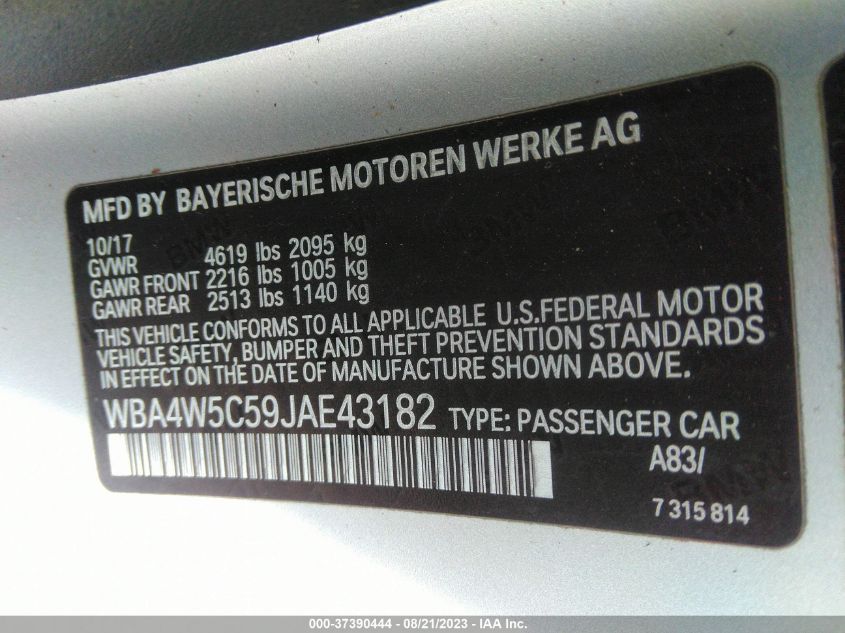 MFD BY BAYERISCHE MOTOREN WERKE AG
10/17
GVWR 4619 lbs 2095 kg
GAWR FRONT 2216 lbs 1005 kg
GAWR REAR 2513 lbs 1140 kg
THIS VEHICLE CONFORMS TO ALL APPLICABLE U.S.FEDERAL MOTOR
VEHICLE SAFETY, BUMPER AND THEFT PREVENTION STANDARDS
IN EFFECT ON THE DATE OF MANUFACTURE SHOWN ABOVE.
WBA4W5C59JAE43182 TYPE: PASSENGER CAR
A83/
7 315 814
BMW
000-37390444 - 08/21/2023 - IAA Inc.